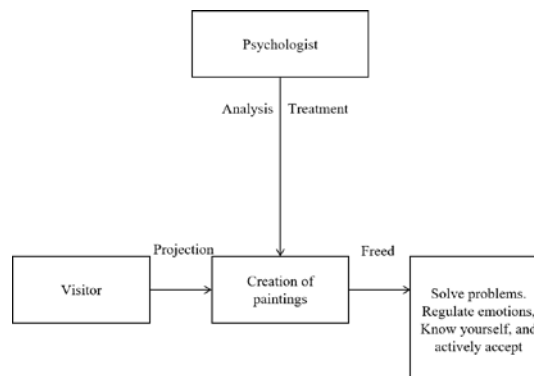 Psychologist
Analysis Treatment
Projection
Freed
Visitor
Creation of
paintings
Solve problems.
Regulate emotions,
Know yourself, and
actively accept